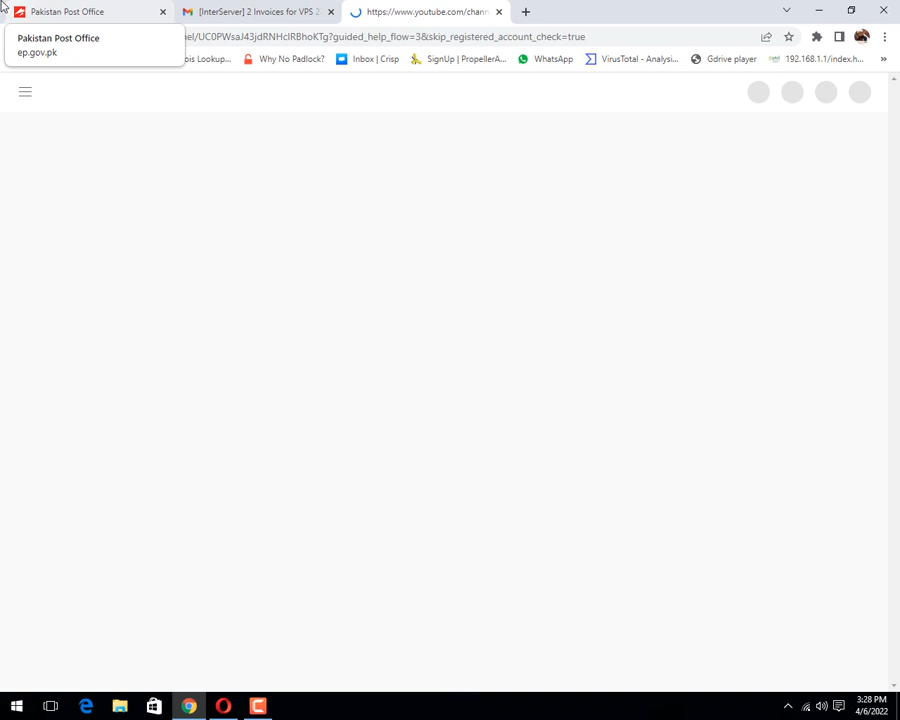 Pakistan Post Office
[InterServer] 2 Invoices for VPS 2
https://www.youtube.com/chann
Pakistan Post Office
ep.gov.pk
nel/UC0PWsaJ43jdRNHclRBhoKTg?guided_help_flow=3&skip_registered_account_check=true
ois Lookup...
Why No Padlock?
Inbox | Crisp
SignUp | PropellerA...
WhatsApp
VirusTotal - Analysi...
Gdrive player
192.168.1.1/index.h...
»
3:28 PM
4/6/2022